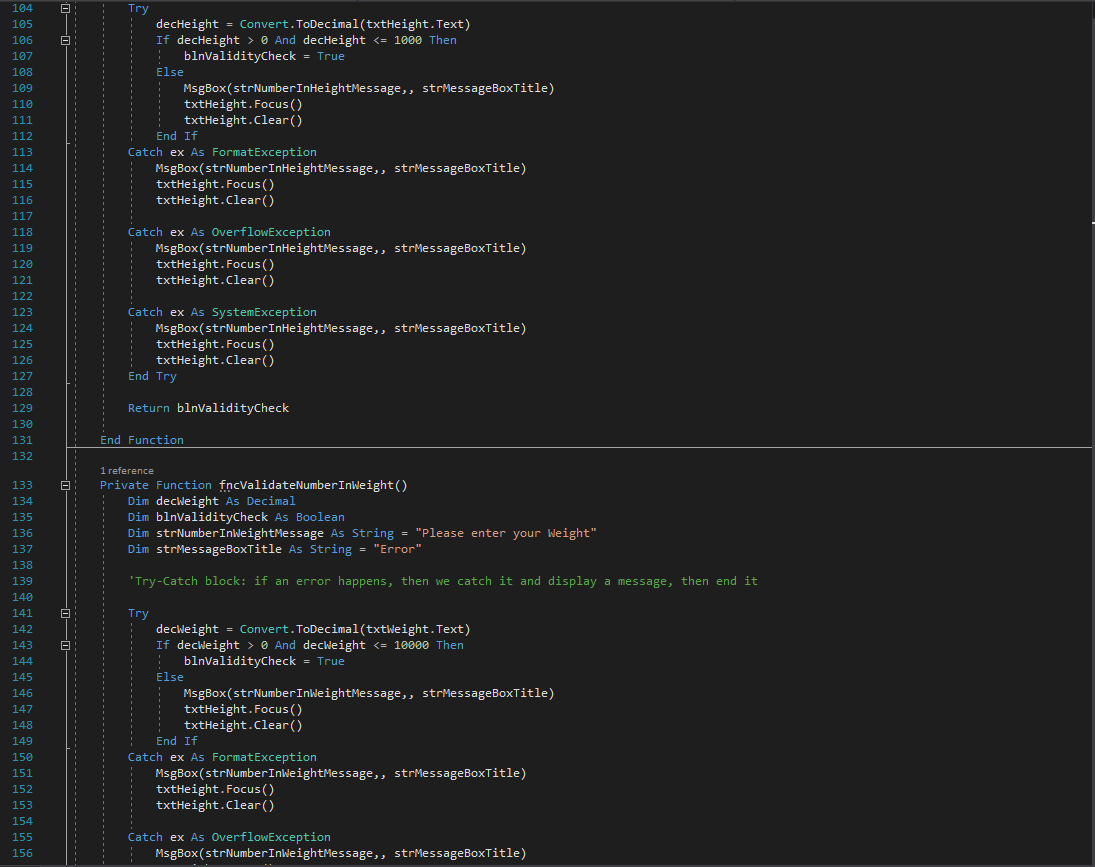 104 Try
105 decHeight = Convert.ToDecimal(txtHeight.Text)
106 If decHeight > 0 And decHeight <= 1000 Then
107 blnValidityCheck = True
108 Else
109 MsgBox(strNumberInHeightMessage,, strMessageBoxTitle)
110 txtHeight.Focus()
111 txtHeight.Clear()
112 End If
113 Catch ex As FormatException
114 MsgBox(strNumberInHeightMessage,, strMessageBoxTitle)
115 txtHeight.Focus()
116 txtHeight.Clear()
117
118 Catch ex As OverflowException
119 MsgBox(strNumberInHeightMessage,, strMessageBoxTitle)
120 txtHeight.Focus()
121 txtHeight.Clear()
122
123 Catch ex As SystemException
124 MsgBox(strNumberInHeightMessage,, strMessageBoxTitle)
125 txtHeight.Focus()
126 txtHeight.Clear()
127 End Try
128
129 Return blnValidityCheck
130
131 End Function
132
1 reference
133 Private Function fncValidateNumberInWeight()
134 Dim decWeight As Decimal
135 Dim blnValidityCheck As Boolean
136 Dim strNumberInWeightMessage As String = "Please enter your Weight"
137 Dim strMessageBoxTitle As String = "Error"
138
139 'Try-Catch block: if an error happens, then we catch it and display a message, then end it
140
141 Try
142 decWeight = Convert.ToDecimal(txtWeight.Text)
143 If decWeight > 0 And decWeight <= 10000 Then
144 blnValidityCheck = True
145 Else
146 MsgBox(strNumberInWeightMessage,, strMessageBoxTitle)
147 txtHeight.Focus()
148 txtHeight.Clear()
149 End If
150 Catch ex As FormatException
151 MsgBox(strNumberInWeightMessage,, strMessageBoxTitle)
152 txtHeight.Focus()
153 txtHeight.Clear()
154
155 Catch ex As OverflowException
156 MsgBox(strNumberInWeightMessage,, strMessageBoxTitle)